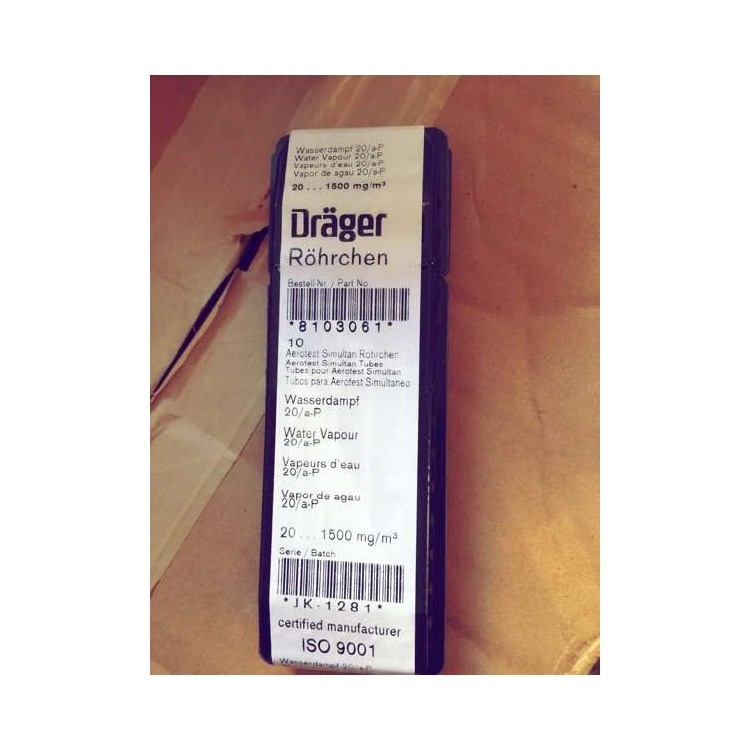 Wasserdampf 20/a-P
Water Vapour 20/a-P
Vapeurs d'eau 20/a-P
Vapor de agau 20/a-P
20 ... 1500 mg/m³
Dräger
Röhrchen
Bestell-Nr. / Part No.
*8103061*
10
Aerotest Simultan Röhrchen
Aerotest Simultan Tubes
Tubes pour Aerotest Simultan
Tubos para Aerotest Simultaneo
Wasserdampf
20/a-P
Water Vapour
20/a-P
Vapeurs d'eau
20/a-P
Vapor de agau
20/a-P
20 ... 1500 mg/m³
Serie / Batch
*JK-1281*
certified manufacturer
ISO 9001
Wasserdampf 20/a-P